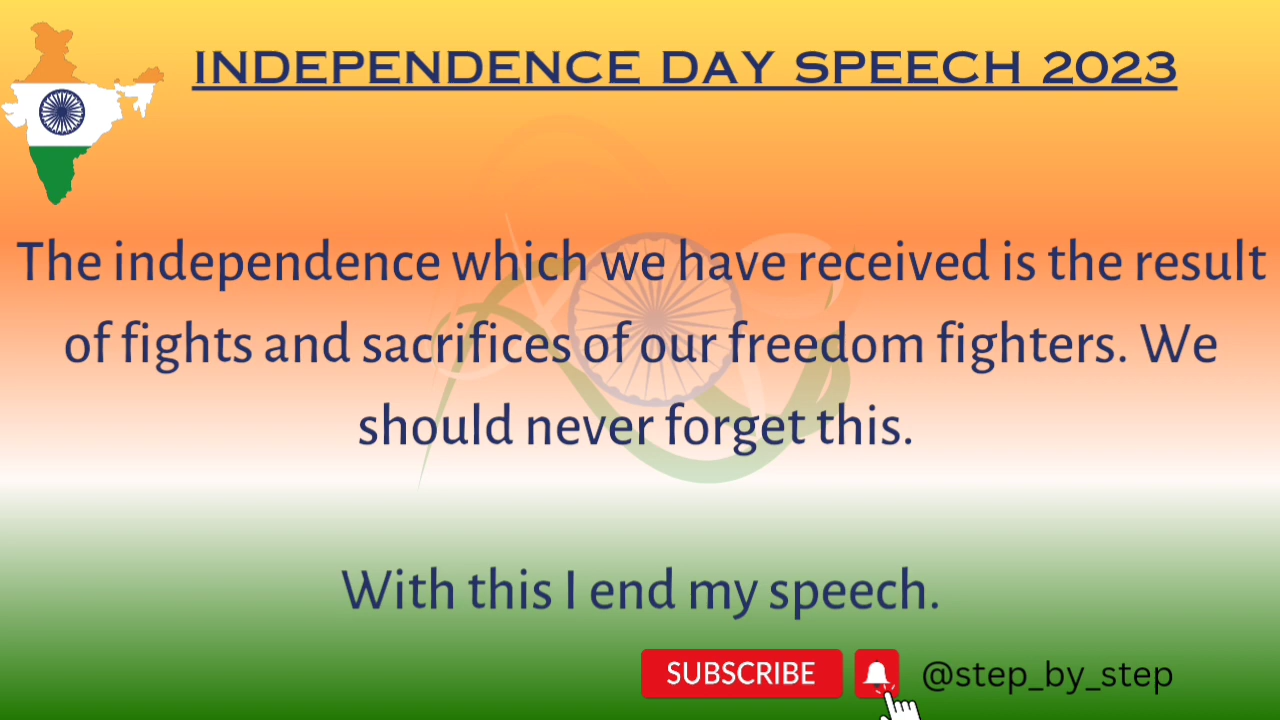 INDEPENDENCE DAY SPEECH 2023
The independence which we have received is the result
of fights and sacrifices of our freedom fighters. We
should never forget this.
With this I end my speech.
SUBSCRIBE @step_by_step